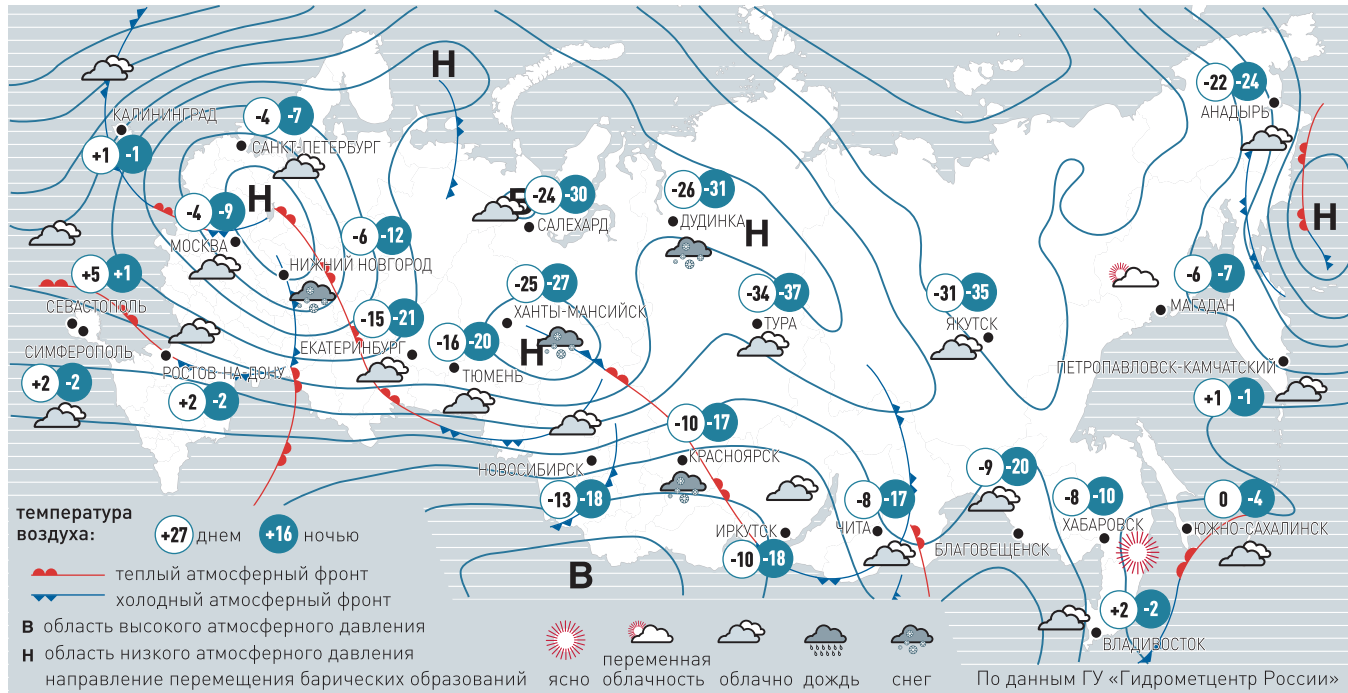 Н
-22 -24
АНАДЫРЬ
КАЛИНИНГРАД
+1 -1
-4 -7
САНКТ-ПЕТЕРБУРГ
Н
-4 -9
МОСКВА
-6 -12
НИЖНИЙ НОВГОРОД
-24 -30
САЛЕХАРД
-26 -31
ДУДИНКА
Н
Н
+5 +1
СЕВАСТОПОЛЬ
СИМФЕРОПОЛЬ
+2 -2
РОСТОВ-НА-ДОНУ
+2 -2
-15 -21
ЕКАТЕРИНБУРГ
-25 -27
ХАНТЫ-МАНСИЙСК
Н
-16 -20
ТЮМЕНЬ
-34 -37
ТУРА
-31 -35
ЯКУТСК
-6 -7
МАГАДАН
ПЕТРОПАВЛОВСК-КАМЧАТСКИЙ
+1 -1
-10 -17
КРАСНОЯРСК
НОВОСИБИРСК
-13 -18
ИРКУТСК
-10 -18
-8 -17
ЧИТА
-9 -20
БЛАГОВЕЩЕНСК
-8 -10
ХАБАРОВСК
0 -4
ЮЖНО-САХАЛИНСК
+2 -2
ВЛАДИВОСТОК
В
температура
воздуха:
+27 днем +16 ночью
теплый атмосферный фронт
холодный атмосферный фронт
В область высокого атмосферного давления
Н область низкого атмосферного давления
направление перемещения барических образований
ясно
переменная
облачность
облачно
дождь
снег
По данным ГУ «Гидрометцентр России»